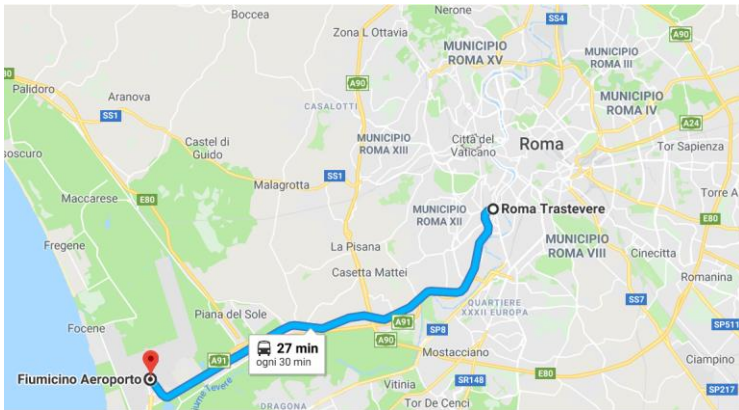 Boccea
Nerone
SS4
Zona L Ottavia
A90
MUNICIPIO
ROMA XV
MUNICIPIO
ROMA III
Palidoro
Aranova
A90
MUNICIPIO
ROMA IV
CASALOTTI
SS1
A24
Castel di
Guido
MUNICIPIO
ROMA XIII
Città del
Vaticano
Roma
Tor Sapienza
Malagrotta
SS1
Maccarese
E80
MUNICIPIO
ROMA XII
Roma Trastevere
Torre A
E80
Fregene
La Pisana
MUNICIPIO
ROMA VIII
Cinecittà
Casetta Mattei
Romanina
QUARTIERE
XXXII EUROPA
SS7
Focene
Piana del Sole
A91
SP8
SP511
A90
27 min
ogni 30 min
A91
Mostacciano
Ciampino
Fiumicino Aeroporto
E80
Vitinia
SR148
SP217
DRAGONA
Tor De Cenci